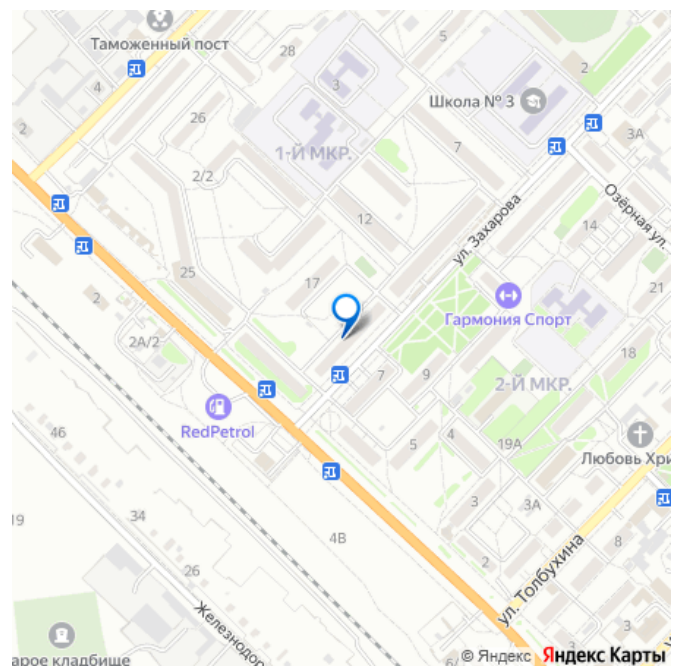 Таможенный пост
28
5
2
4
3
Школа № 3
2
26
3А
7
1-Й МКР.
2/2
12
ул. Захарова
Озёрная ул.
14
25
17
21
2
Гармония Спорт
2А/2
18
7
9
2-Й МКР.
RedPetrol
46
5
4
19А
Любовь Хри
3
3А
19
34
4В
8
2
26
ул. Толбухина
3
Железнодор
арое кладбище
6/
© Яндекс Яндекс Карты